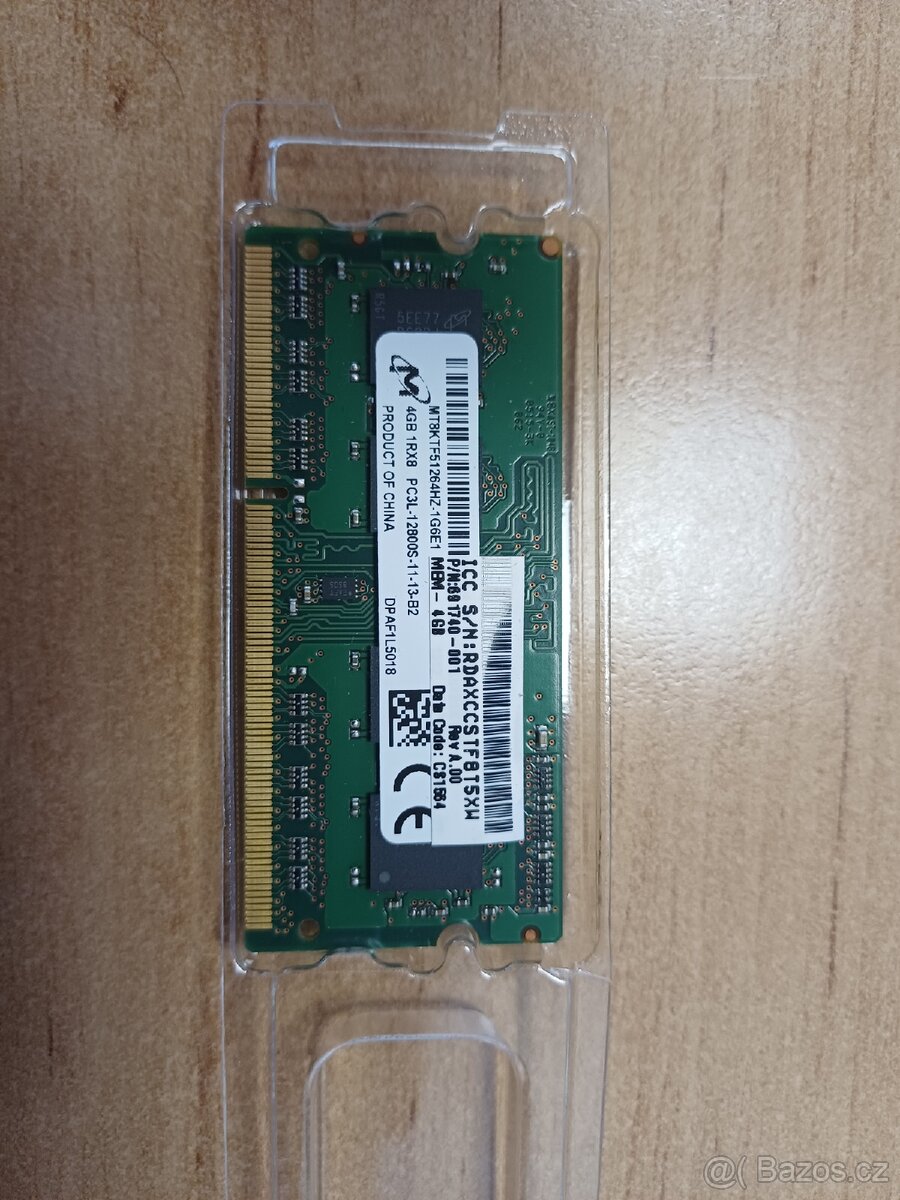 MT8KTF51264HZ-1G6E1
4GB 1RX8 PC3L-12800S-11-13-B2
PRODUCT OF CHINA
DPAF1L5018
CE
ICC S/N:RDAXCCSTF8T5XW
P/N:691740-001 Rev A.00
MEM- 4GB Date Code: CS1564
5EE77
@( Bazos.cz